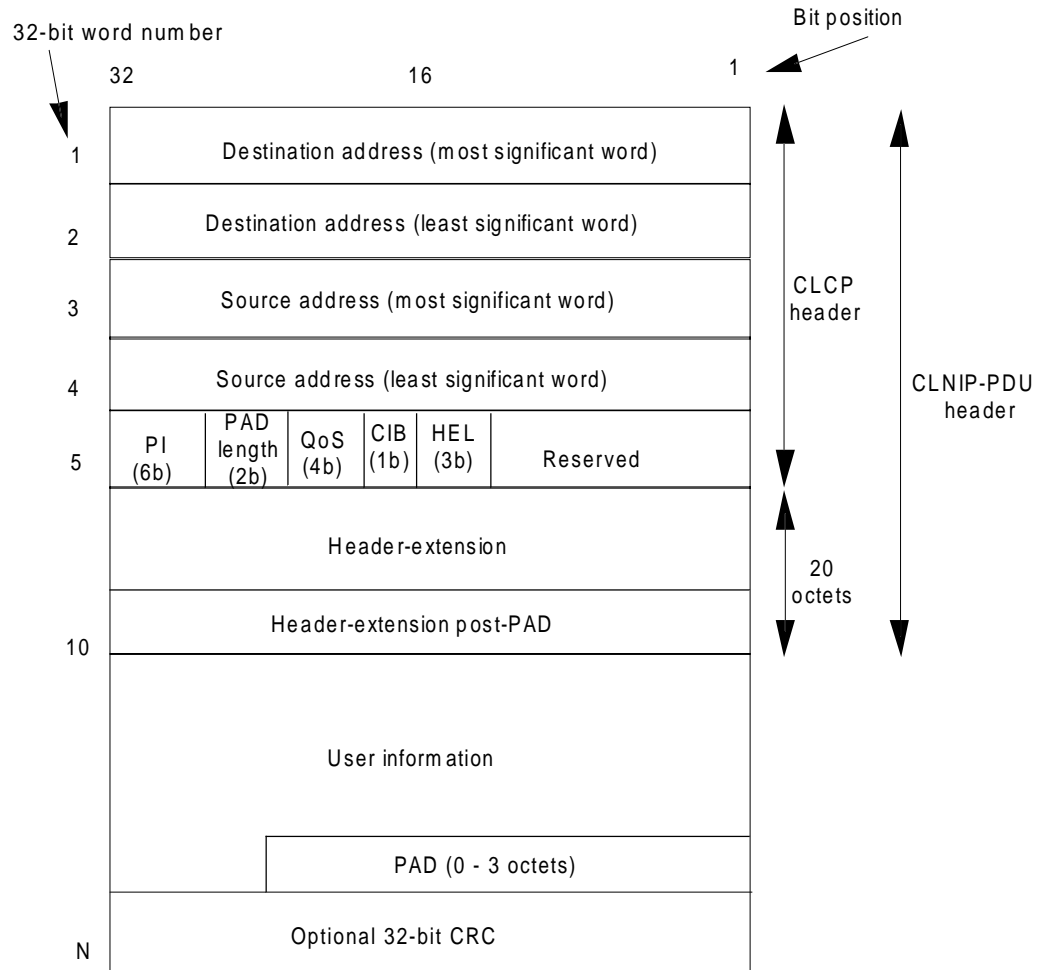 Bit position
32-bit word number
32 16 1
1 Destination address (most significant word)
2 Destination address (least significant word)
3 Source address (most significant word)
CLCP
header
4 Source address (least significant word)
CLNIP-PDU
header
5
PI
(6b)
PAD
length
(2b)
QoS
(4b)
CIB
(1b)
HEL
(3b)
Reserved
Header-extension
20
octets
Header-extension post-PAD
10
User information
PAD (0 - 3 octets)
Optional 32-bit CRC
N